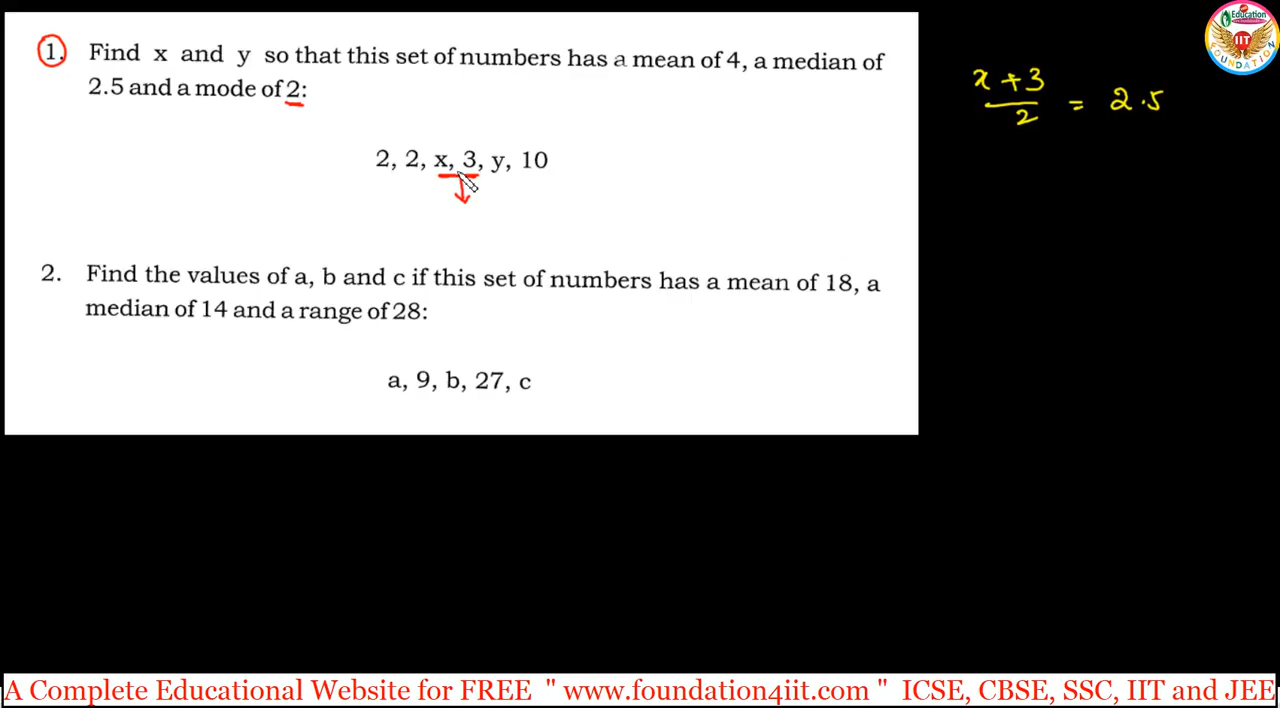 1. Find x and y so that this set of numbers has a mean of 4, a median of
2.5 and a mode of 2:
2, 2, x, 3, y, 10
2. Find the values of a, b and c if this set of numbers has a mean of 18, a
median of 14 and a range of 28:
a, 9, b, 27, c
x + 3
2
= 2.5
Education
IIT
FOUNDATION
A Complete Educational Website for FREE " www.foundation4iit.com " ICSE, CBSE, SSC, IIT and JEE